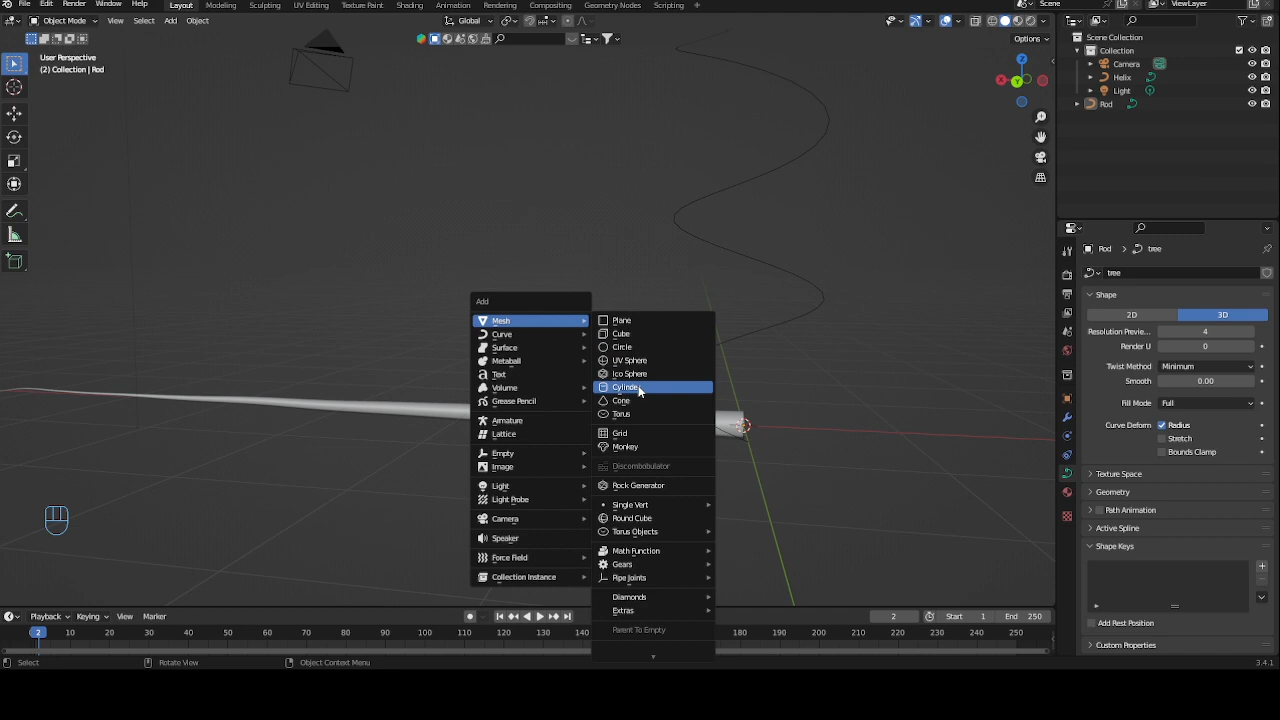 File Edit Render Window Help Layout Modeling Sculpting UV Editing Texture Paint Shading Animation Rendering Compositing Geometry Nodes Scripting + Scene ViewLayer
Object Mode View Select Add Object Global
Options
User Perspective
(2) Collection | Rod
Z
X
Y
Scene Collection
Collection
Camera
Helix
Light
Rod
Add
Mesh
Curve
Surface
Metaball
Text
Volume
Grease Pencil
Armature
Lattice
Empty
Image
Light
Light Probe
Camera
Speaker
Force Field
Collection Instance
Plane
Cube
Circle
UV Sphere
Ico Sphere
Cylinder
Cone
Torus
Grid
Monkey
Discombobulator
Rock Generator
Single Vert
Round Cube
Torus Objects
Math Function
Gears
Pipe Joints
Diamonds
Extras
Parent To Empty
Rod > tree
tree
Shape
2D 3D
Resolution Previe... 4
Render U 0
Twist Method Minimum
Smooth 0.00
Fill Mode Full
Curve Deform Radius
Stretch
Bounds Clamp
Texture Space
Geometry
Path Animation
Active Spline
Shape Keys
Add Rest Position
Custom Properties
Playback Keying View Marker 2 Start 1 End 250
2 10 20 30 40 50 60 70 80 90 100 110 120 130 140 180 190 200 210 220 230 240 250
Select Rotate View Object Context Menu 3.4.1